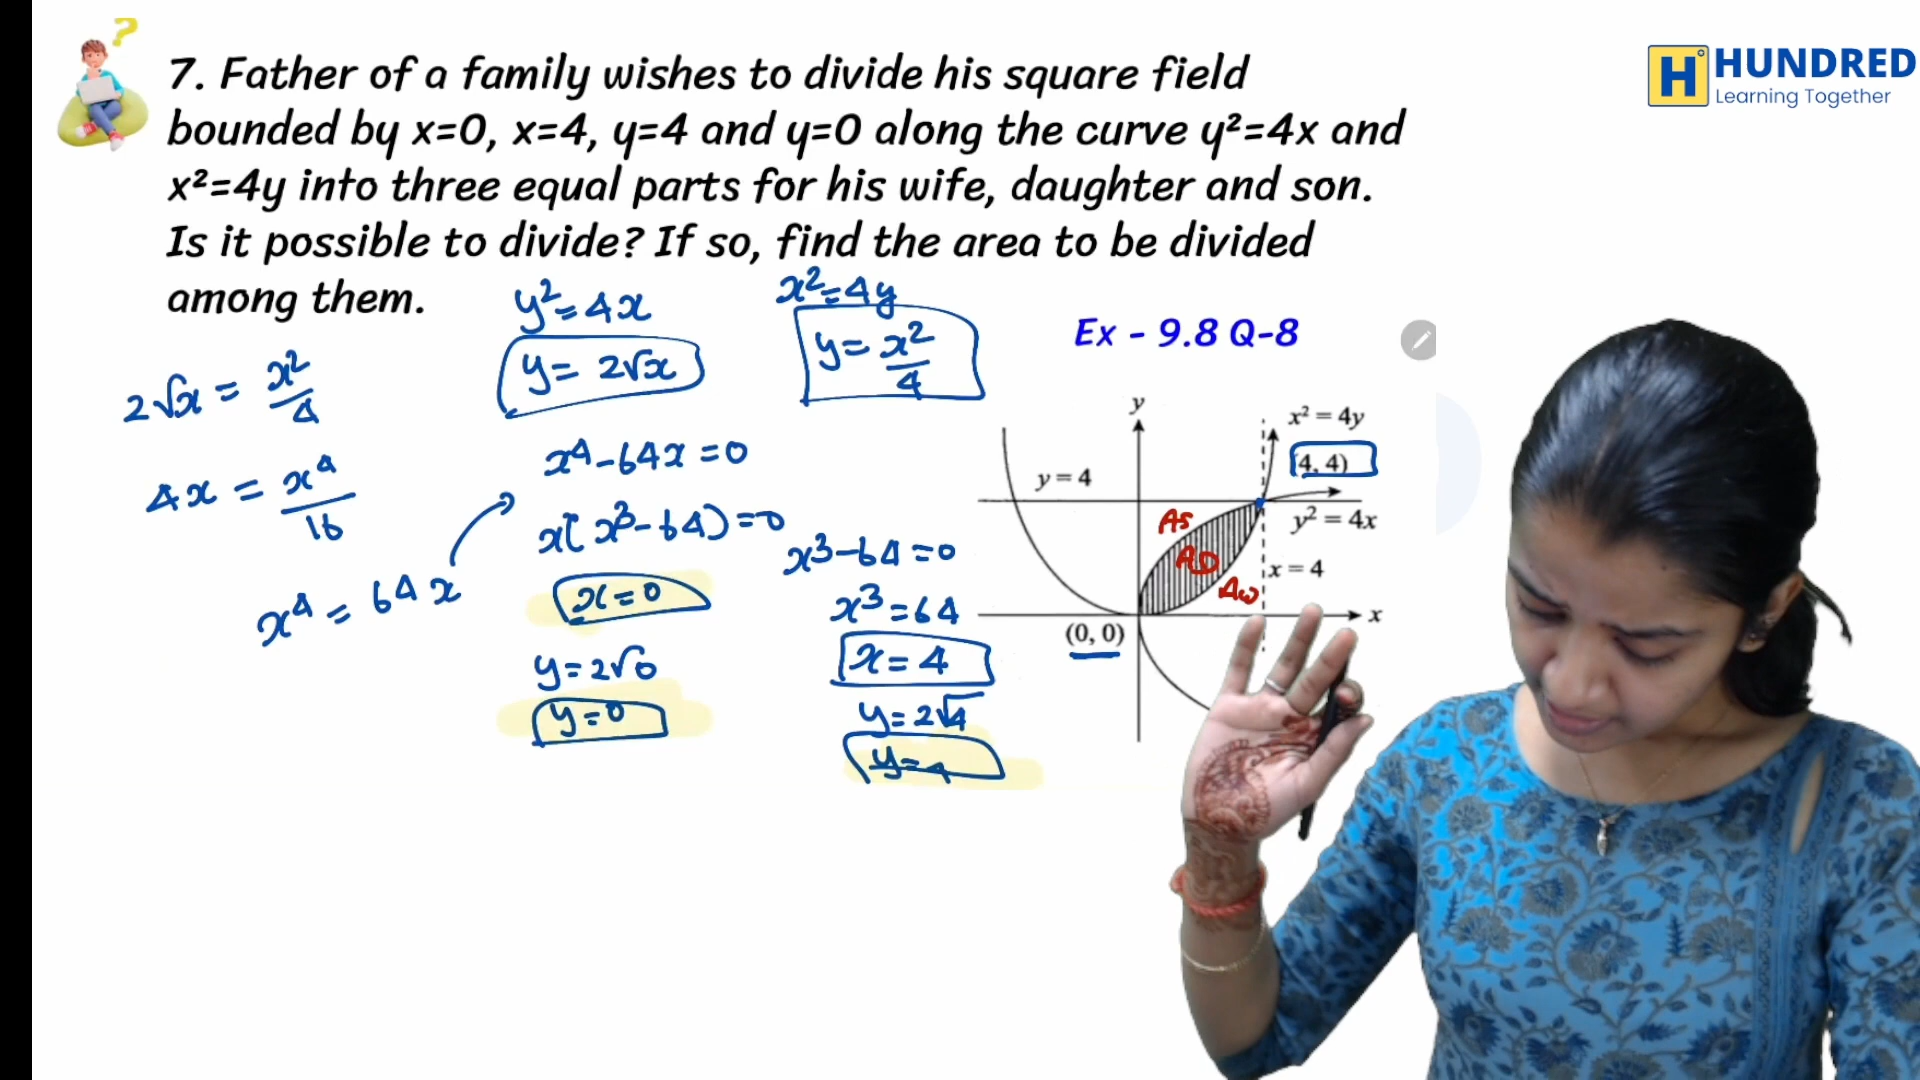 7. Father of a family wishes to divide his square field
bounded by x=0, x=4, y=4 and y=0 along the curve y²=4x and
x²=4y into three equal parts for his wife, daughter and son.
Is it possible to divide? If so, find the area to be divided
among them.
HUNDRED
Learning Together
2√x = x²/4
4x = x⁴/16
x⁴ = 64x
y² = 4x
y = 2√x
x⁴-64x=0
x[x³-64)=0
x=0
y=2√0
y=0
x²=4y
y = x²/4
x³-64=0
x³=64
x=4
y=2√4
y=4
Ex - 9.8 Q-8
y
x² = 4y
(4, 4)
y = 4
y² = 4x
AS
AD
Aw
x = 4
x
(0, 0)